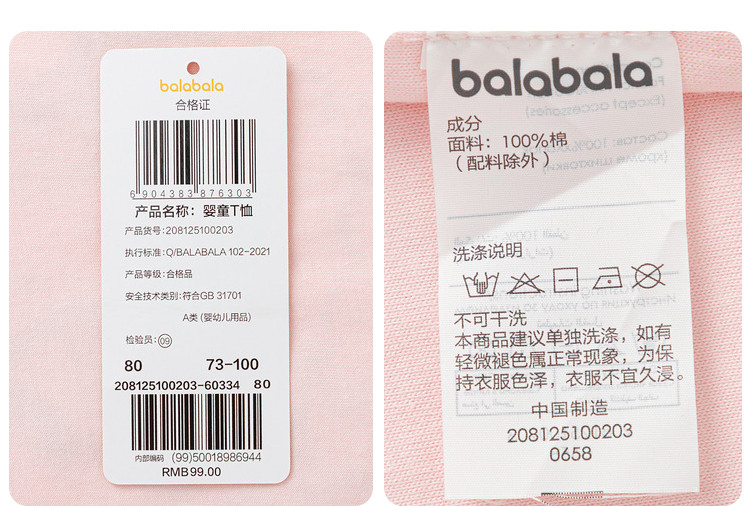 balabala
合格证
6904383876303
产品名称：婴童T恤
产品货号:208125100203
执行标准:Q/BALABALA 102-2021
产品等级:合格品
安全技术类别:符合GB 31701
A类 (婴幼儿用品)
检验员:09
80 73-100
208125100203-60334 80
内部编码 (99)50018986944
RMB99.00
balabala
成分
面料：100%棉
（配料除外）
洗涤说明
不可干洗
本商品建议单独洗涤，如有
轻微褪色属正常现象，为保
持衣服色泽，衣服不宜久浸。
中国制造
208125100203
0658